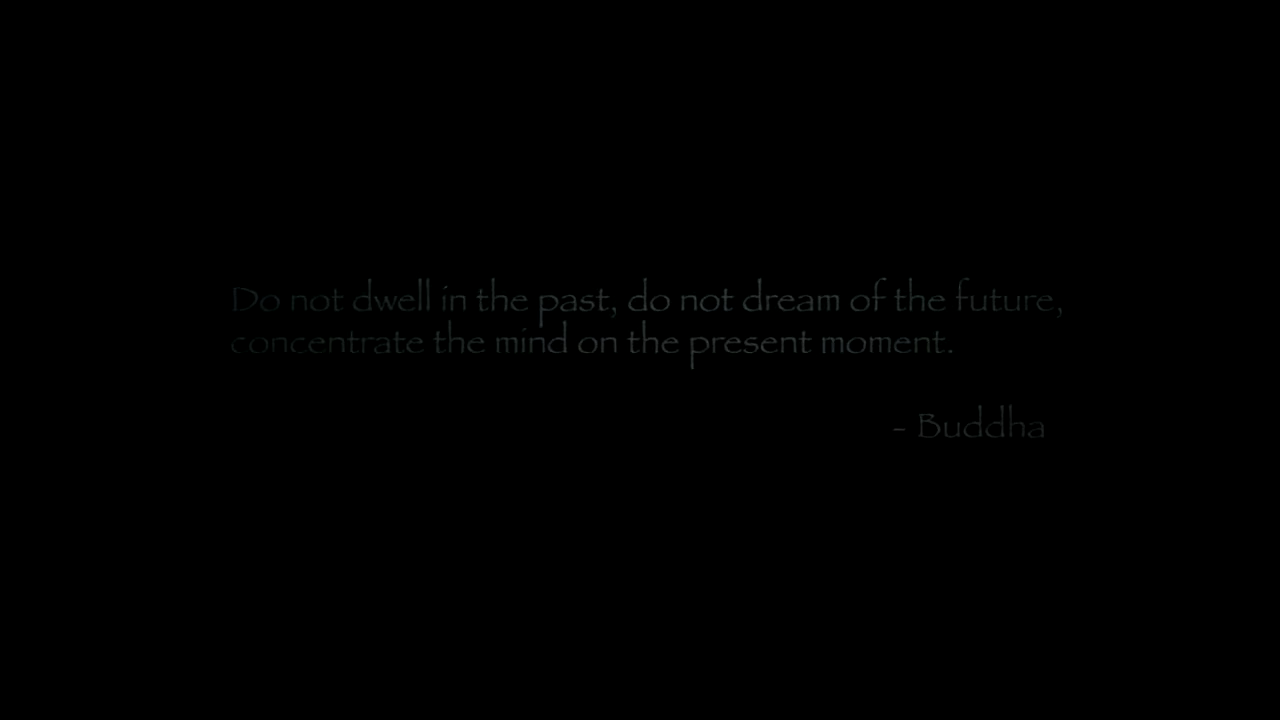 Do not dwell in the past, do not dream of the future,
concentrate the mind on the present moment.
- Buddha